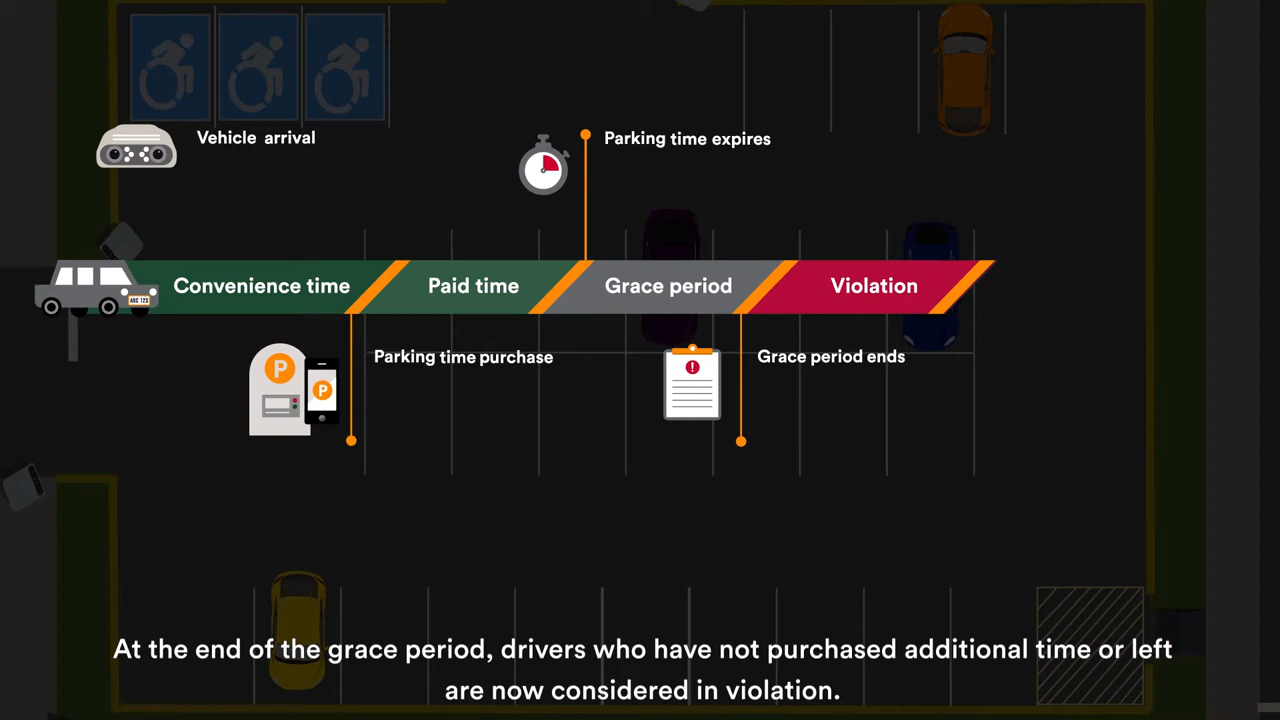 Vehicle arrival
Parking time expires
ABC 123
Convenience time
Paid time
Grace period
Violation
P
P
Parking time purchase
!
Grace period ends
At the end of the grace period, drivers who have not purchased additional time or left
are now considered in violation.